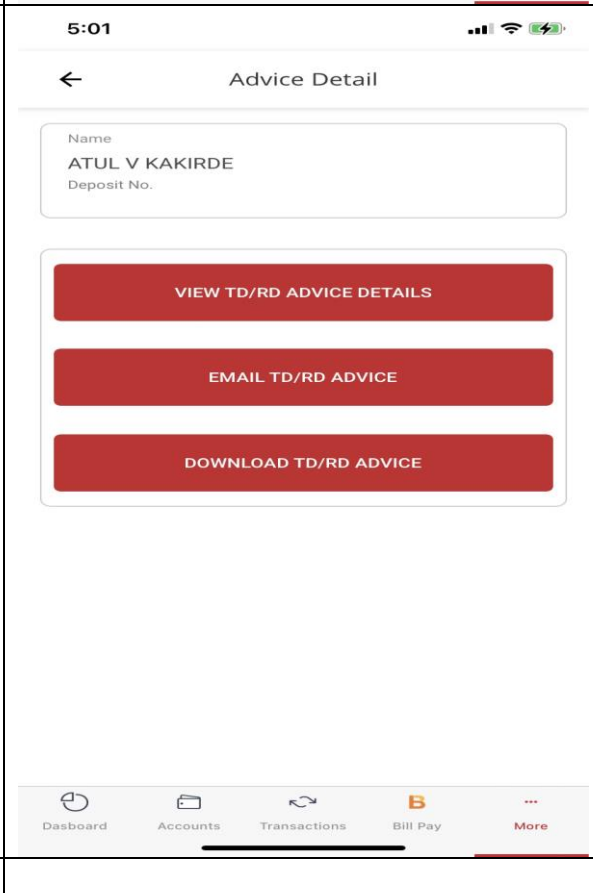 5:01
Advice Detail
Name
ATUL V KAKIRDE
Deposit No.
VIEW TD/RD ADVICE DETAILS
EMAIL TD/RD ADVICE
DOWNLOAD TD/RD ADVICE
B
Dasboard Accounts Transactions Bill Pay More